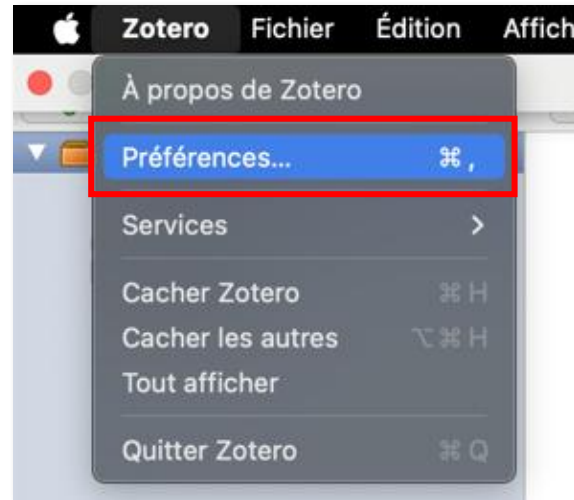 Zotero Fichier Édition Affich
À propos de Zotero
Préférences... ⌘ ,
Services >
Cacher Zotero ⌘ H
Cacher les autres ⌥ ⌘ H
Tout afficher
Quitter Zotero ⌘ Q